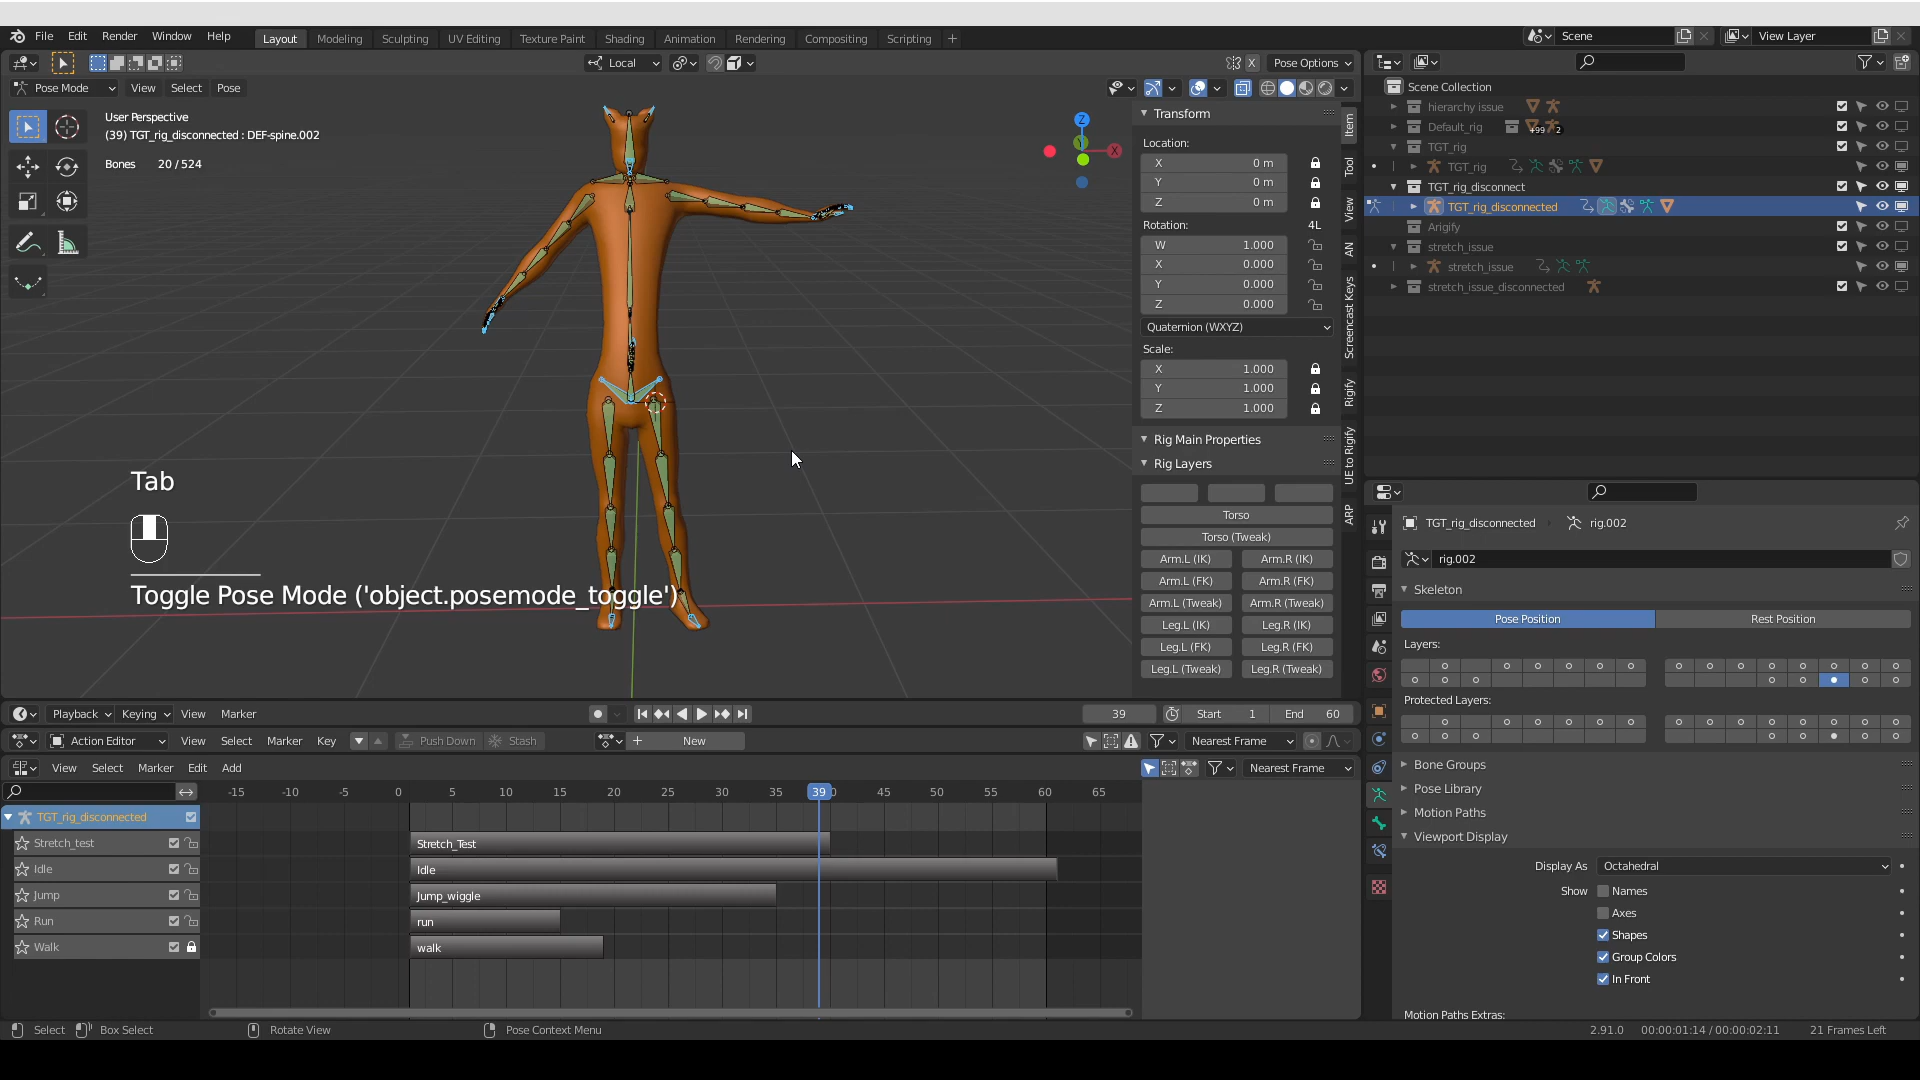 File Edit Render Window Help
Layout Modeling Sculpting UV Editing Texture Paint Shading Animation Rendering Compositing Scripting +
Scene
View Layer
Local
X
Pose Options
Pose Mode View Select Pose
User Perspective
(39) TGT_rig_disconnected : DEF-spine.002
Bones 20 / 524
Z
X
Transform
Location:
X 0 m
Y 0 m
Z 0 m
Rotation: 4L
W 1.000
X 0.000
Y 0.000
Z 0.000
Quaternion (WXYZ)
Scale:
X 1.000
Y 1.000
Z 1.000
Rig Main Properties
Rig Layers
Torso
Torso (Tweak)
Arm.L (IK) Arm.R (IK)
Arm.L (FK) Arm.R (FK)
Arm.L (Tweak) Arm.R (Tweak)
Leg.L (IK) Leg.R (IK)
Leg.L (FK) Leg.R (FK)
Leg.L (Tweak) Leg.R (Tweak)
Item
Tool
View
AN
Screencast Keys
Rigify
UE to Rigify
ARP
Tab
Toggle Pose Mode ('object.posemode_toggle')
Scene Collection
hierarchy issue
Default_rig +99 2
TGT_rig
TGT_rig
TGT_rig_disconnect
TGT_rig_disconnected
Arigify
stretch_issue
stretch_issue
stretch_issue_disconnected
TGT_rig_disconnected rig.002
rig.002
Skeleton
Pose Position Rest Position
Layers:
Protected Layers:
Bone Groups
Pose Library
Motion Paths
Viewport Display
Display As Octahedral
Show Names
Axes
Shapes
Group Colors
In Front
Motion Paths Extras:
Playback Keying View Marker
39
Start 1
End 60
Action Editor View Select Marker Key Push Down Stash + New
Nearest Frame
View Select Marker Edit Add
Nearest Frame
-15 -10 -5 0 5 10 15 20 25 30 35 39 0 45 50 55 60 65
TGT_rig_disconnected
Stretch_test Stretch_Test
Idle Idle
Jump Jump_wiggle
Run run
Walk walk
Select Box Select Rotate View Pose Context Menu
2.91.0 00:00:01:14 / 00:00:02:11 21 Frames Left